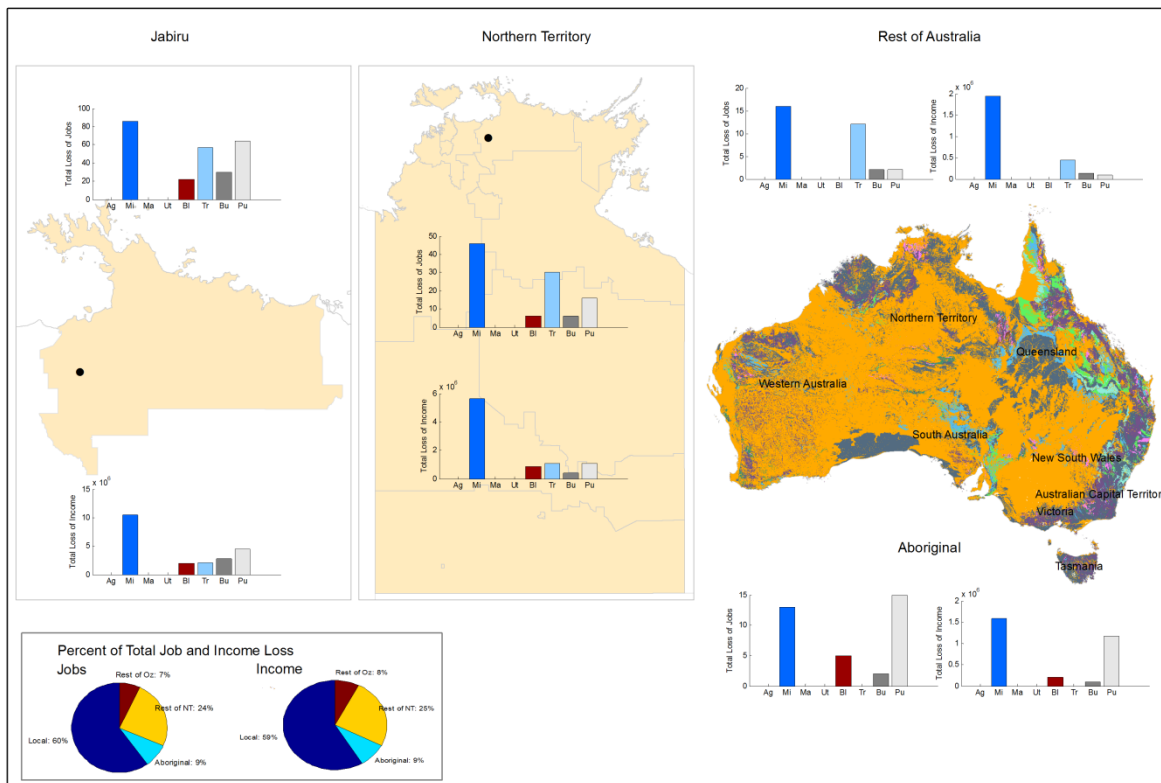 Jabiru
Northern Territory
Rest of Australia
Total Loss of Jobs
100
80
60
40
20
0
Ag Mi Ma Ut Bl Tr Bu Pu
x 10^6
Total Loss of Income
15
10
5
0
Ag Mi Ma Ut Bl Tr Bu Pu
Total Loss of Jobs
50
40
30
20
10
0
Ag Mi Ma Ut Bl Tr Bu Pu
x 10^6
Total Loss of Income
6
4
2
0
Ag Mi Ma Ut Bl Tr Bu Pu
Total Loss of Jobs
20
15
10
5
0
Ag Mi Ma Ut Bl Tr Bu Pu
x 10^6
Total Loss of Income
2
1.5
1
0.5
0
Ag Mi Ma Ut Bl Tr Bu Pu
Northern Territory
Queensland
Western Australia
South Australia
New South Wales
Australian Capital Territor
Victoria
Tasmania
Aboriginal
Total Loss of Jobs
15
10
5
0
Ag Mi Ma Ut Bl Tr Bu Pu
x 10^6
Total Loss of Income
2
1.5
1
0.5
0
Ag Mi Ma Ut Bl Tr Bu Pu
Percent of Total Job and Income Loss
Jobs
Rest of Oz: 7%
Rest of NT: 24%
Local: 60%
Aboriginal: 9%
Income
Rest of Oz: 8%
Rest of NT: 25%
Local: 59%
Aboriginal: 9%